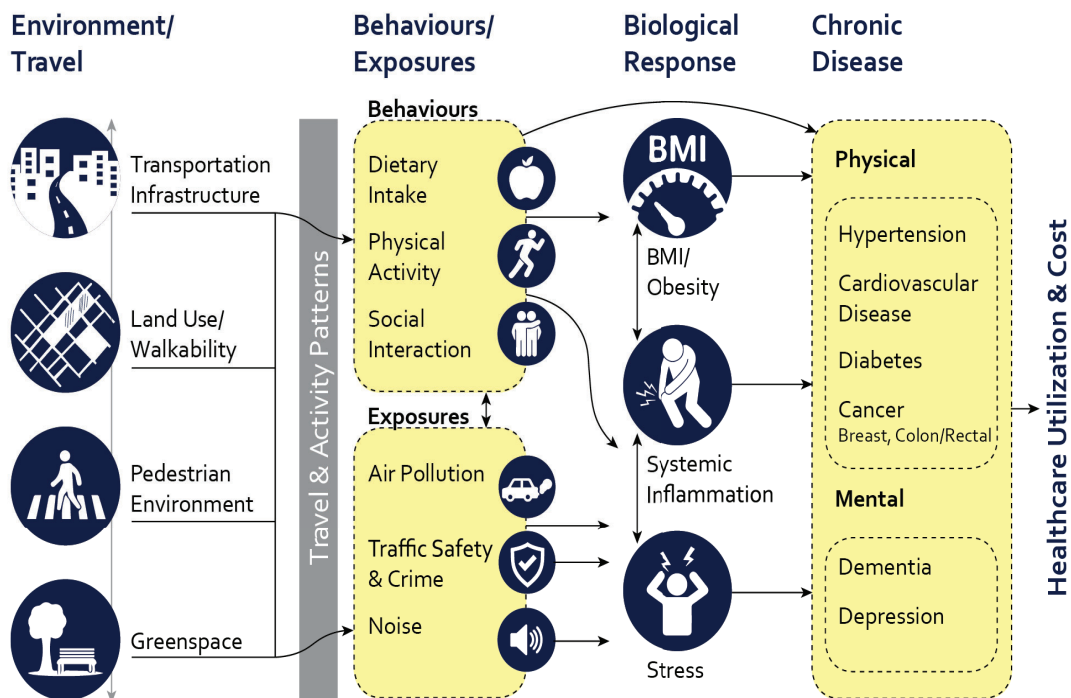 Environment/
Travel
Behaviours/
Exposures
Biological
Response
Chronic
Disease
Transportation
Infrastructure
Land Use/
Walkability
Pedestrian
Environment
Greenspace
Travel & Activity Patterns
Behaviours
Dietary
Intake
Physical
Activity
Social
Interaction
Exposures
Air Pollution
Traffic Safety
& Crime
Noise
BMI
BMI/
Obesity
Systemic
Inflammation
Stress
Physical
Hypertension
Cardiovascular
Disease
Diabetes
Cancer
Breast, Colon/Rectal
Mental
Dementia
Depression
Healthcare Utilization & Cost